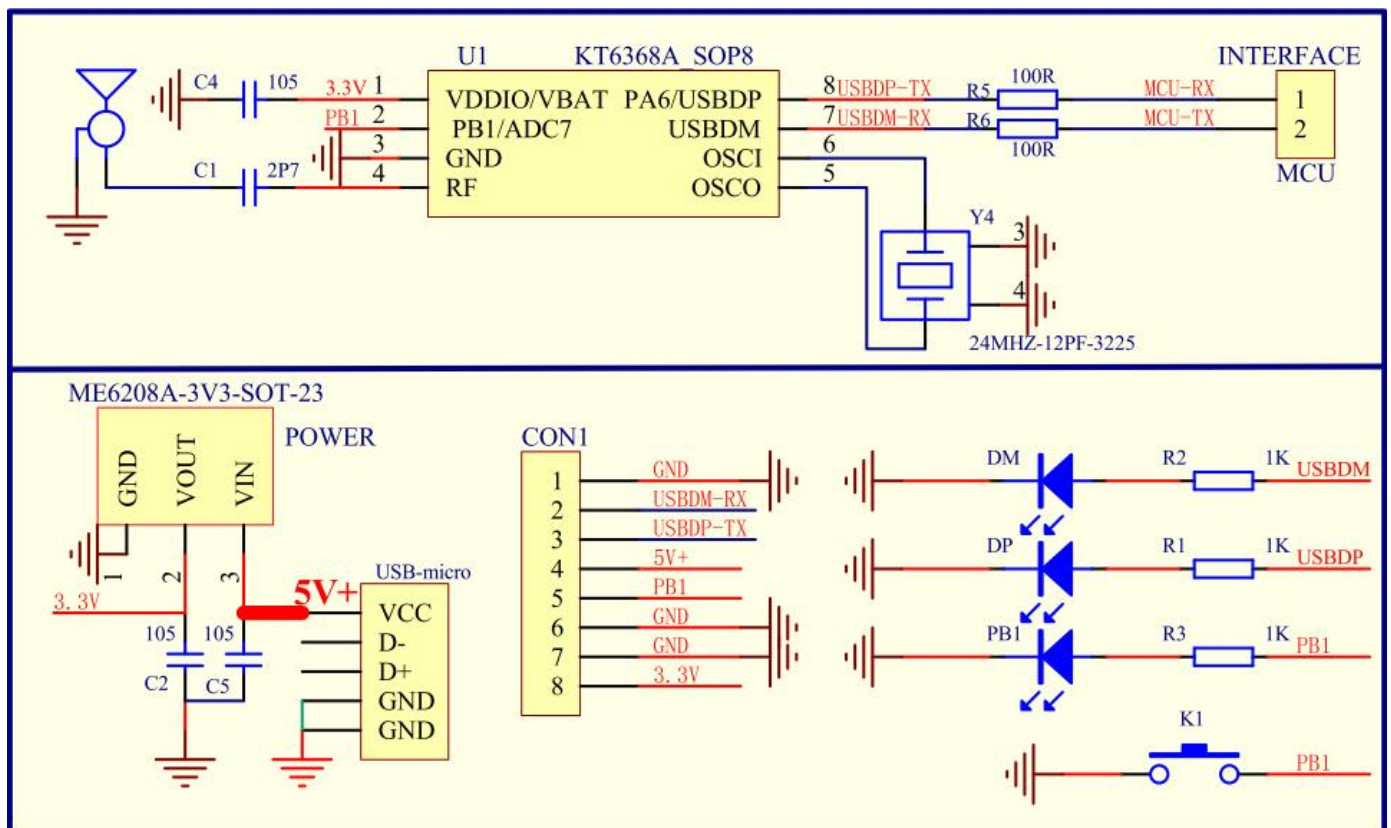 U1 KT6368A_SOP8 INTERFACE
C4 105 3.3V 1 VDDIO/VBAT PA6/USBDP 8 USBDP-TX R5 100R MCU-RX 1
PB1 2 PB1/ADC7 USBDM 7 USBDM-RX R6 100R MCU-TX 2
3 GND OSCI 6 MCU
C1 2P7 4 RF OSCO 5
Y4
3
4
24MHZ-12PF-3225
ME6208A-3V3-SOT-23
POWER
GND VOUT VIN
1 2 3
3.3V
105 105
C2 C5
5V+
USB-micro
VCC
D-
D+
GND
GND
CON1
1 GND
2 USBDM-RX
3 USBDP-TX
4 5V+
5 PB1
6 GND
7 GND
8 3.3V
DM R2 1K USBDM
DP R1 1K USBDP
PB1 R3 1K PB1
K1
PB1